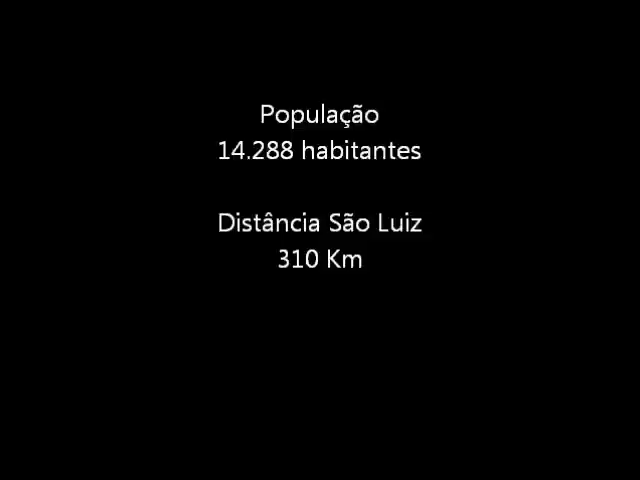 População
14.288 habitantes
Distância São Luiz
310 Km